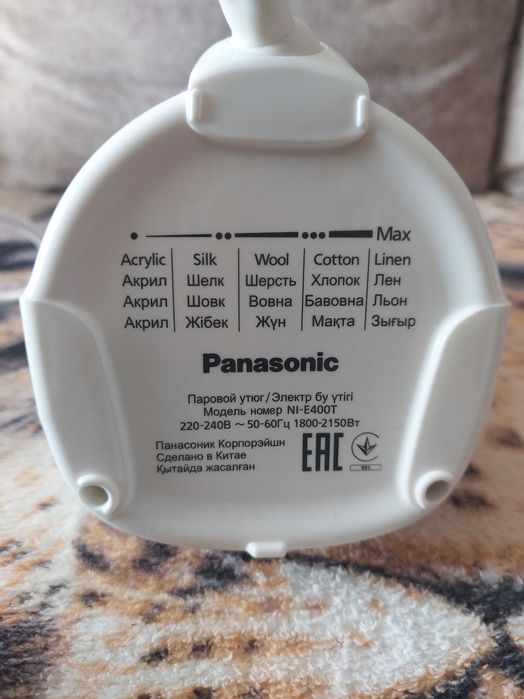 • •• ••• Max
Acrylic Silk Wool Cotton Linen
Акрил Шелк Шерсть Хлопок Лен
Акрил Шовк Вовна Бавовна Льон
Акрил Жібек Жүн Мақта Зығыр
Panasonic
Паровой утюг/Электр бу үтігі
Модель номер NI-E400T
220-240В ~ 50-60Гц 1800-2150Вт
Панасоник Корпорэйшн
Сделано в Китае
Қытайда жасалған
EAC